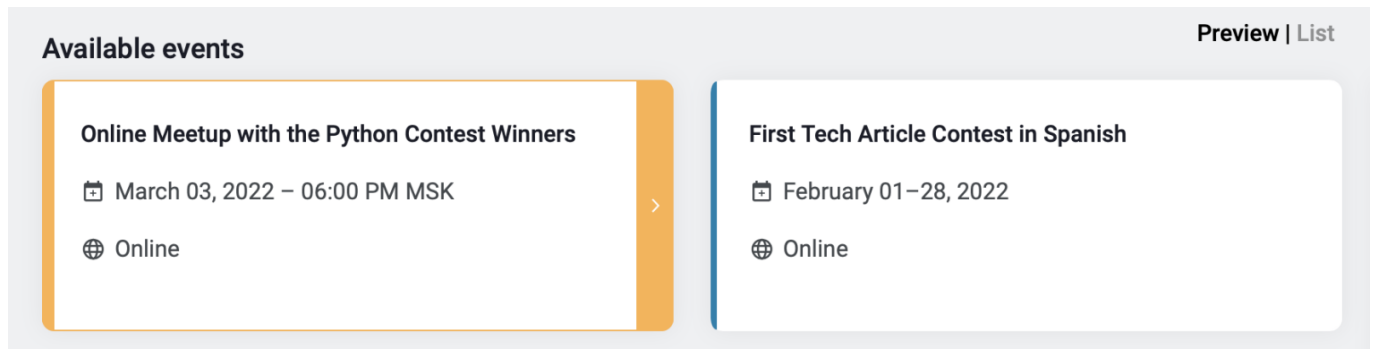 Available events
Preview | List
Online Meetup with the Python Contest Winners
March 03, 2022 – 06:00 PM MSK
Online
First Tech Article Contest in Spanish
February 01–28, 2022
Online